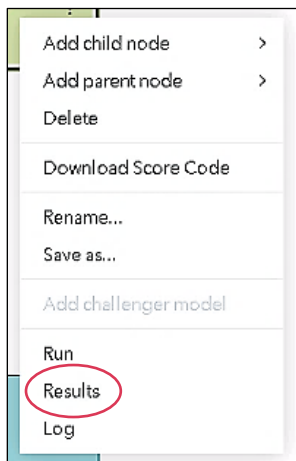 Add child node >
Add parent node >
Delete
Download Score Code
Rename...
Save as...
Add challenger model
Run
Results
Log